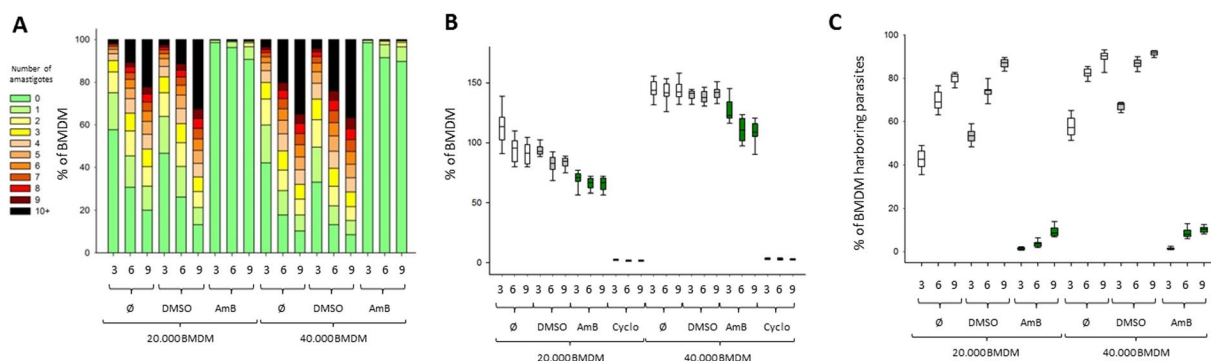 A
Number of
amastigotes
0
1
2
3
4
5
6
7
8
9
10+
% of BMDM
100
80
60
40
20
0
3 6 9 3 6 9 3 6 9 3 6 9 3 6 9 3 6 9
Ø DMSO AmB Ø DMSO AmB
20.000BMDM 40.000BMDM
B
% of BMDM
150
100
50
0
3 6 9 3 6 9 3 6 9 3 6 9 3 6 9 3 6 9 3 6 9 3 6 9
Ø DMSO AmB Cyclo Ø DMSO AmB Cyclo
20.000BMDM 40.000BMDM
C
% of BMDM harboring parasites
100
80
60
40
20
0
3 6 9 3 6 9 3 6 9 3 6 9 3 6 9 3 6 9
Ø DMSO AmB Ø DMSO AmB
20.000BMDM 40.000BMDM